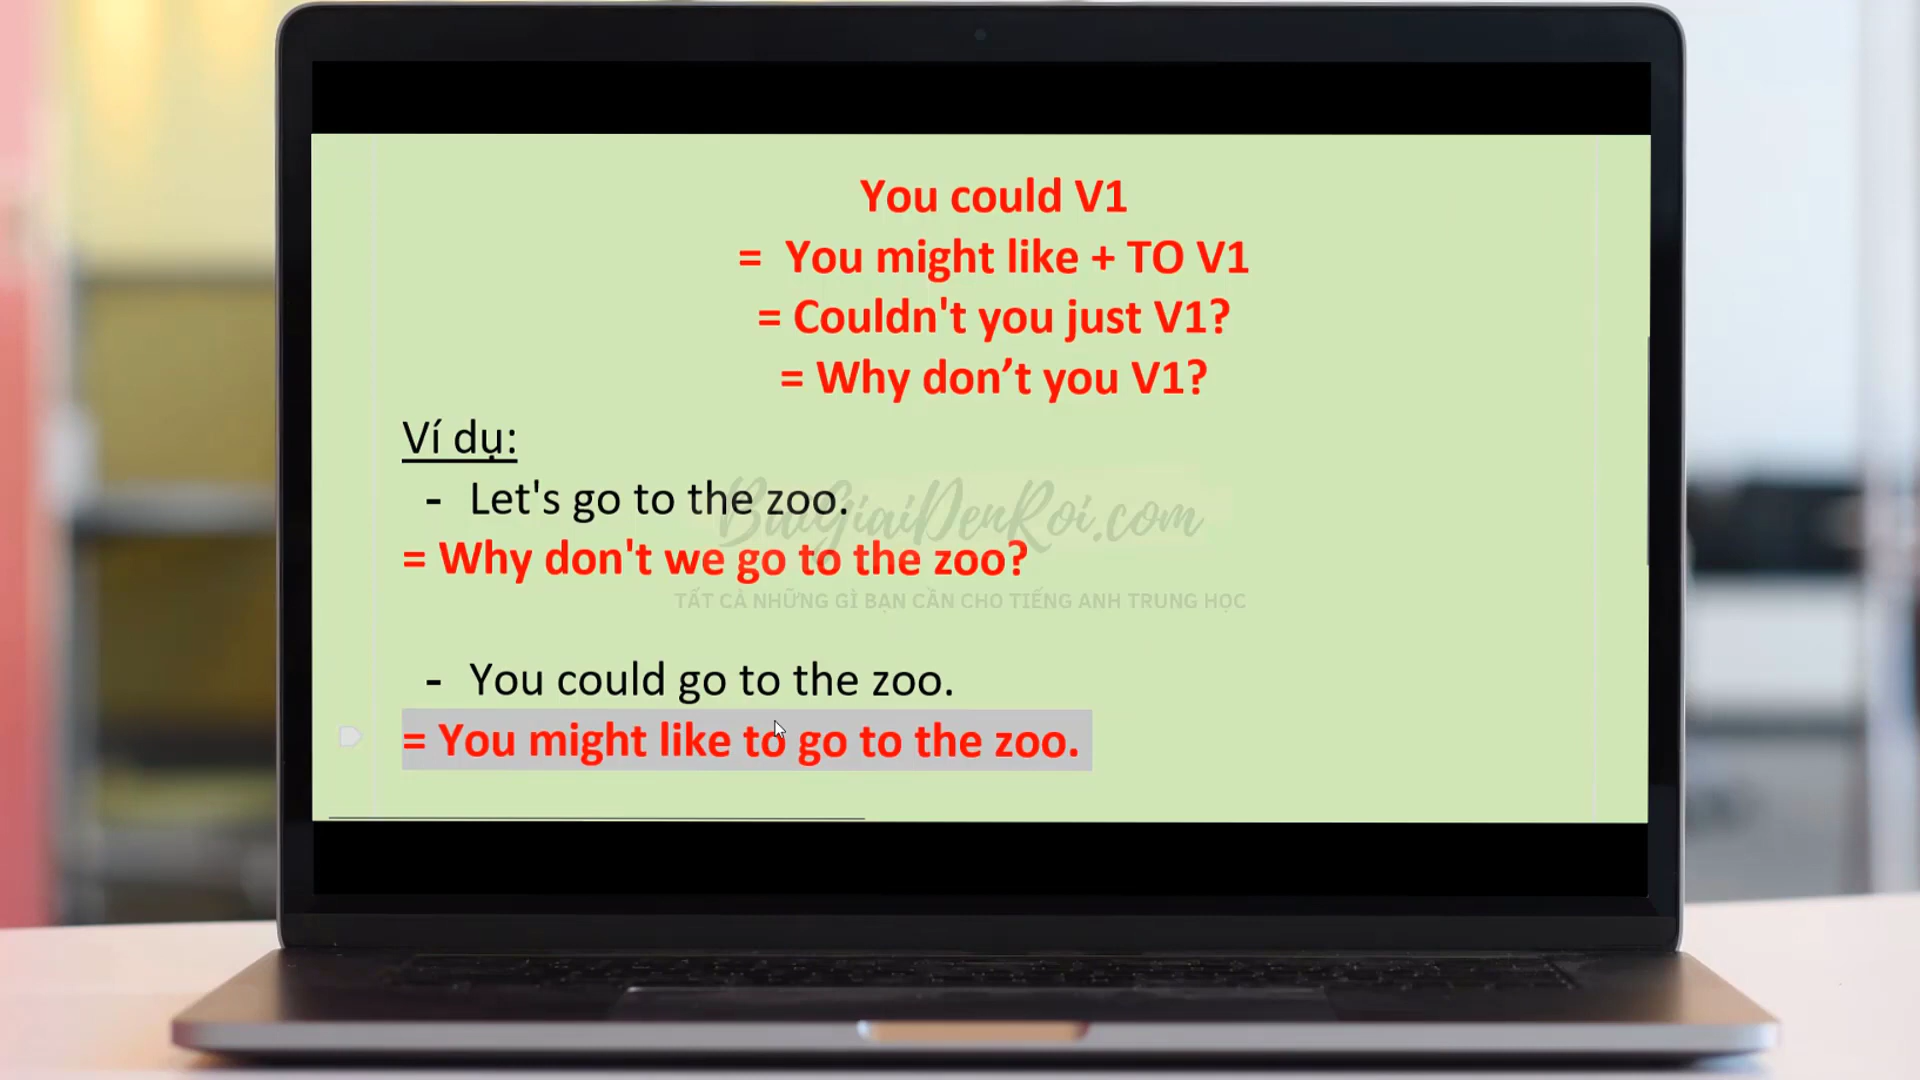 You could V1
= You might like + TO V1
= Couldn't you just V1?
= Why don’t you V1?
Ví dụ:
- Let's go to the zoo.
BaiGiaiDenRoi.com
= Why don't we go to the zoo?
TẤT CẢ NHỮNG GÌ BẠN CẦN CHO TIẾNG ANH TRUNG HỌC
- You could go to the zoo.
= You might like to go to the zoo.